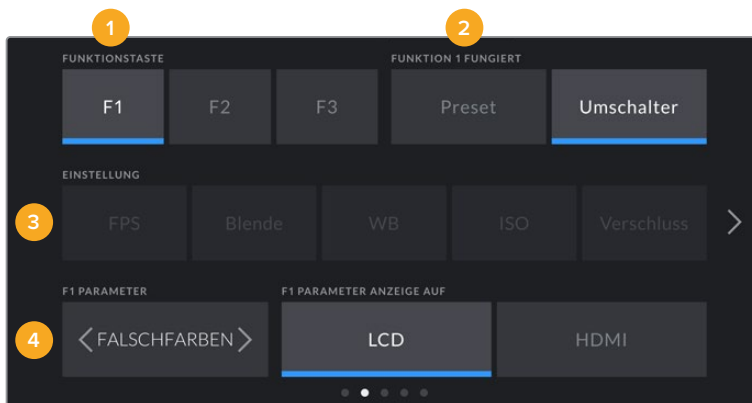 1
2
FUNKTIONSTASTE
FUNKTION 1 FUNGIERT
F1
F2
F3
Preset
Umschalter
EINSTELLUNG
3
FPS
Blende
WB
ISO
Verschluss
F1 PARAMETER
F1 PARAMETER ANZEIGE AUF
4
FALSCHFARBEN
LCD
HDMI